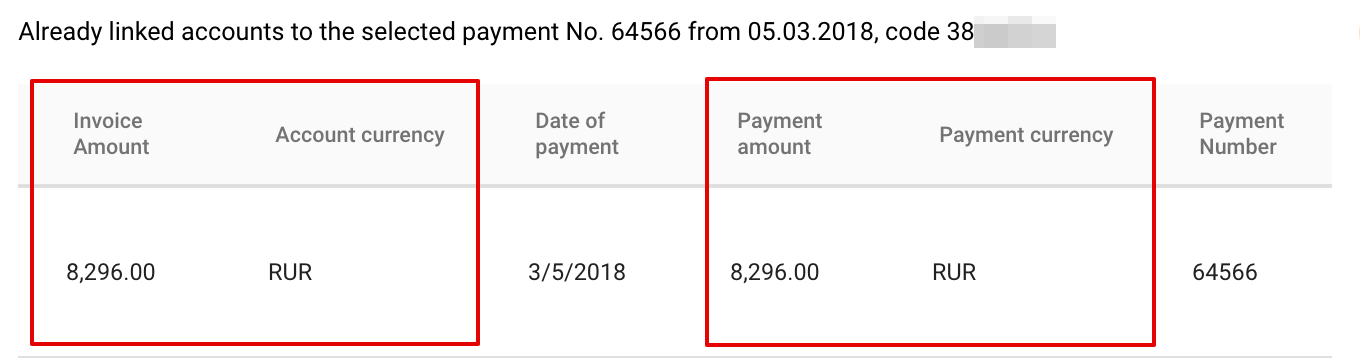 Already linked accounts to the selected payment No. 64566 from 05.03.2018, code 38
Invoice Amount Account currency Date of payment Payment amount Payment currency Payment Number
8,296.00 RUR 3/5/2018 8,296.00 RUR 64566